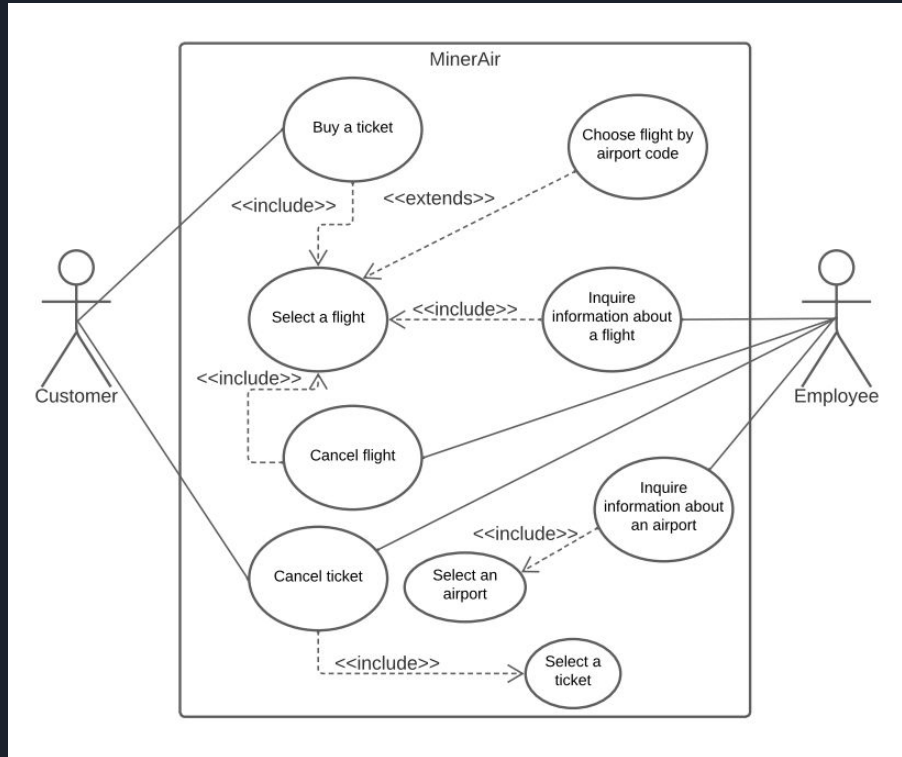 MinerAir
Buy a ticket
Choose flight by
airport code
<<include>>
<<extends>>
Select a flight
<<include>>
Inquire
information about
a flight
<<include>>
Customer
Employee
Cancel flight
Inquire
information about
an airport
<<include>>
Cancel ticket
Select an
airport
<<include>>
Select a
ticket